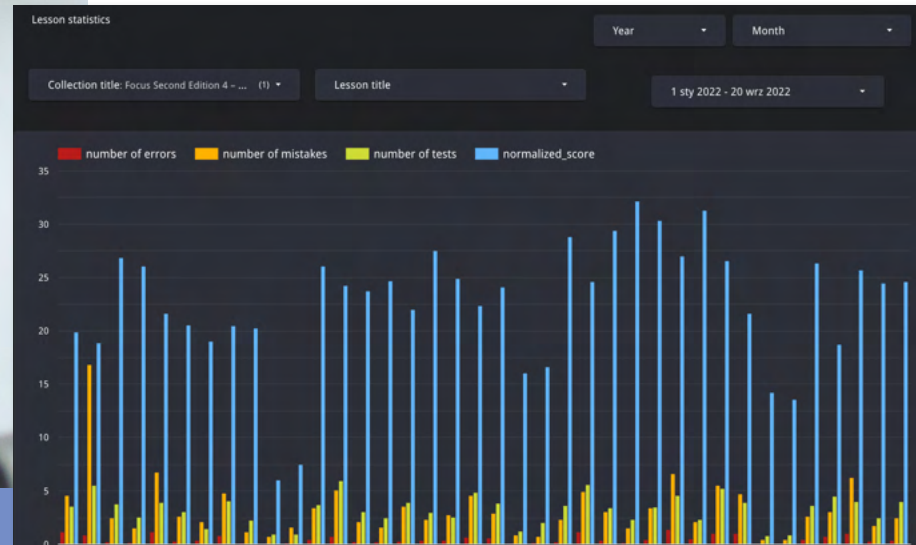 Lesson statistics
Year
Month
Collection title: Focus Second Edition 4 – ... (1)
Lesson title
1 sty 2022 - 20 wrz 2022
number of errors
number of mistakes
number of tests
normalized_score
35
30
25
20
15
10
5
0